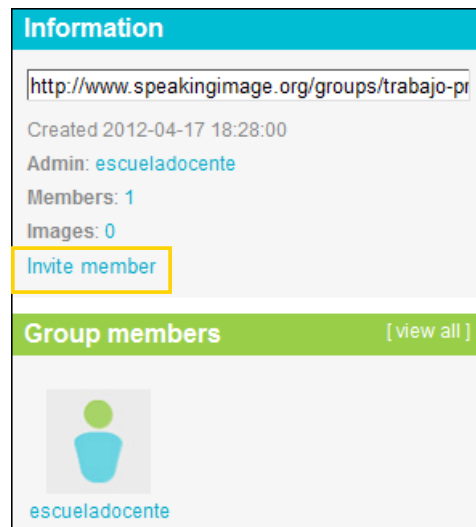 Information
http://www.speakingimage.org/groups/trabajo-pr
Created 2012-04-17 18:28:00
Admin: escueladocente
Members: 1
Images: 0
Invite member
Group members [ view all ]
escueladocente